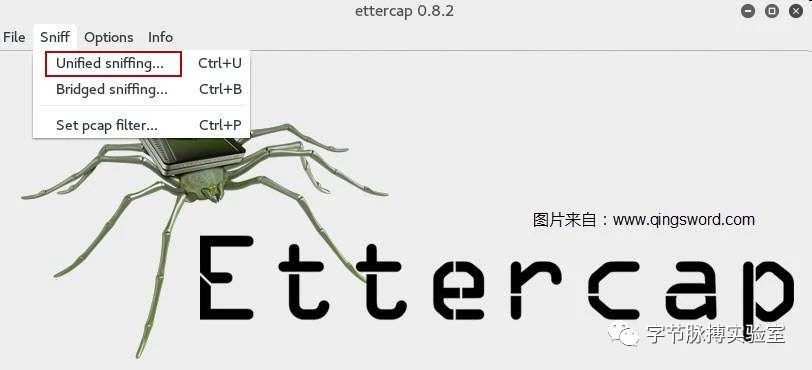 ettercap 0.8.2
File Sniff Options Info
Unified sniffing... Ctrl+U
Bridged sniffing... Ctrl+B
Set pcap filter... Ctrl+P
图片来自：www.qingsword.com
Ettercap
字节脉搏实验室